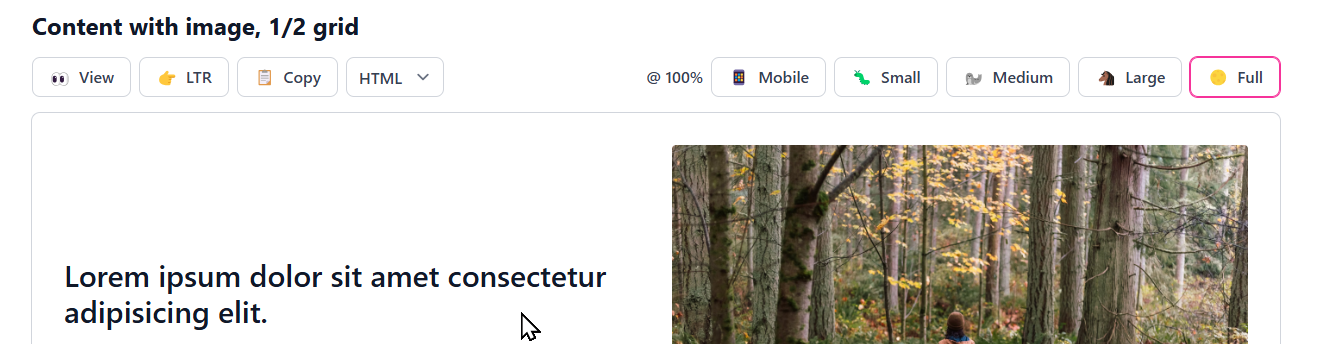 Content with image, 1/2 grid
View LTR Copy HTML @ 100% Mobile Small Medium Large Full
Lorem ipsum dolor sit amet consectetur
adipisicing elit.